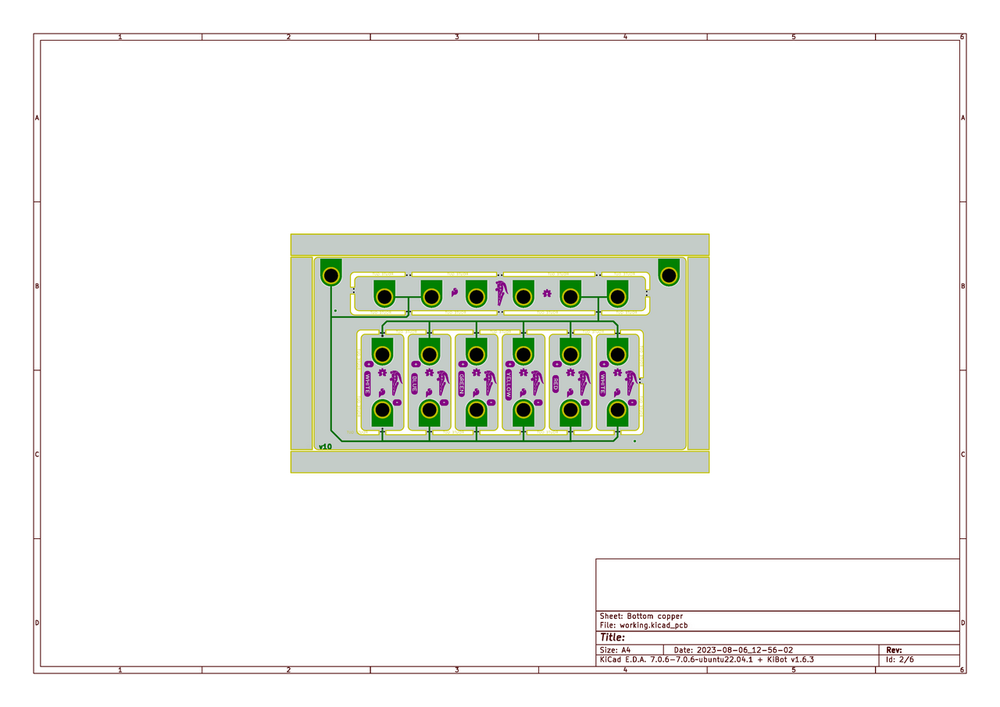 1 2 3 4 5 6
A A
B B
WHITE BLUE GREEN YELLOW RED WHITE
v10
C C
Sheet: Bottom copper
File: working.kicad_pcb
D D
Title:
Size: A4 Date: 2023-08-06_12-56-02 Rev:
KiCad E.D.A. 7.0.6-7.0.6~ubuntu22.04.1 + KiBot v1.6.3 Id: 2/6
1 2 3 4 5 6